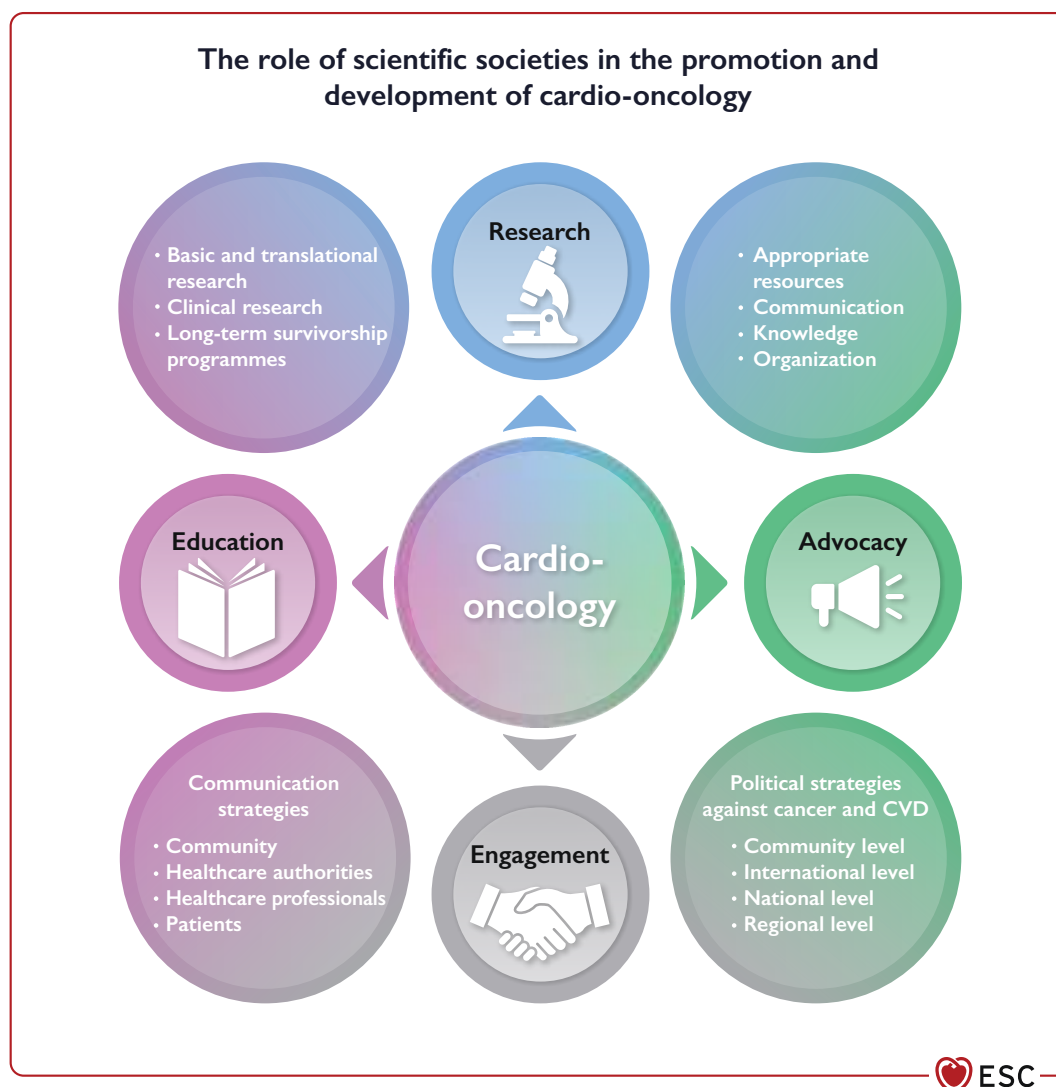 The role of scientific societies in the promotion and
development of cardio-oncology
• Basic and translational
research
• Clinical research
• Long-term survivorship
programmes
Research
• Appropriate
resources
• Communication
• Knowledge
• Organization
Education
Cardio-
oncology
Advocacy
Communication
strategies
• Community
• Healthcare authorities
• Healthcare professionals
• Patients
Engagement
Political strategies
against cancer and CVD
• Community level
• International level
• National level
• Regional level
ESC